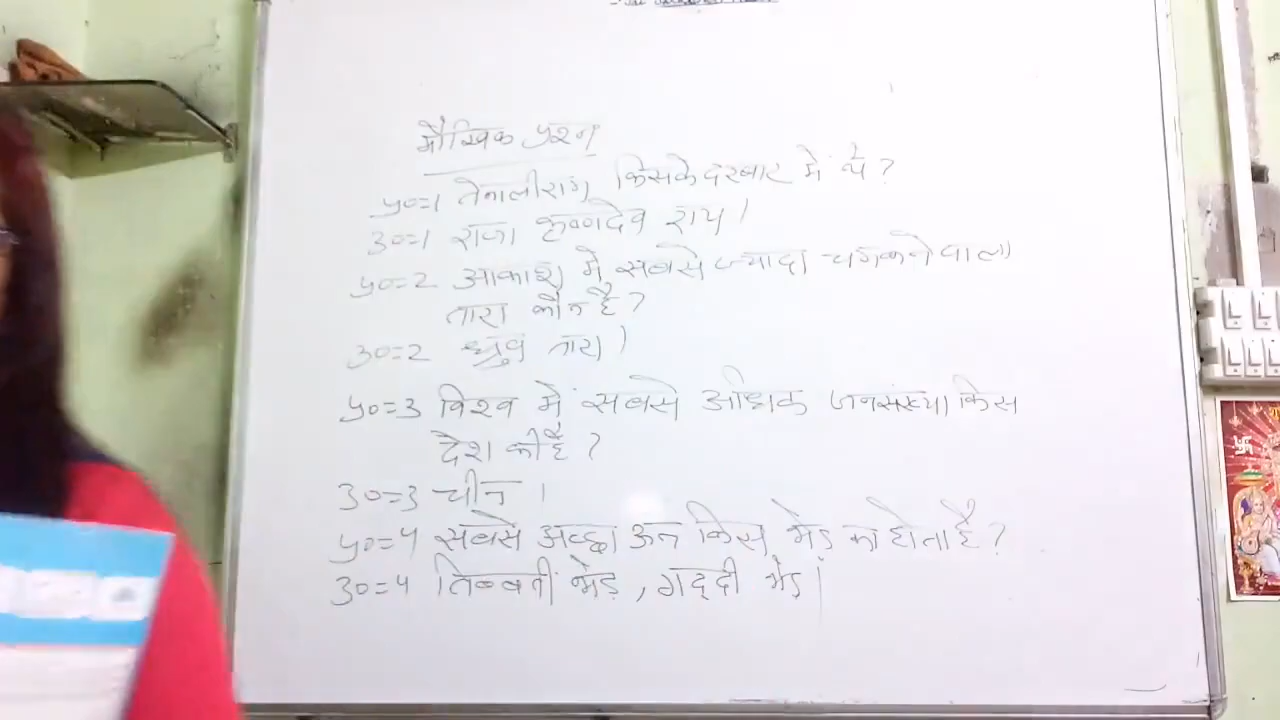 मौखिक प्रश्न
प्र०=1 तेनालीराम किसके दरबार में थे ?
उ०=1 राजा कृष्णदेव राय।
प्र०=2 आकाश में सबसे ज्यादा चमकने वाला
तारा कौन है ?
उ०=2 ध्रुव तारा।
प्र०=3 विश्व में सबसे अधिक जनसंख्या किस
देश की है ?
उ०=3 चीन ।
प्र०=4 सबसे अच्छा ऊन किस भेड़ का होता है ?
उ०=4 तिब्बती भेड़, गद्दी भेड़।